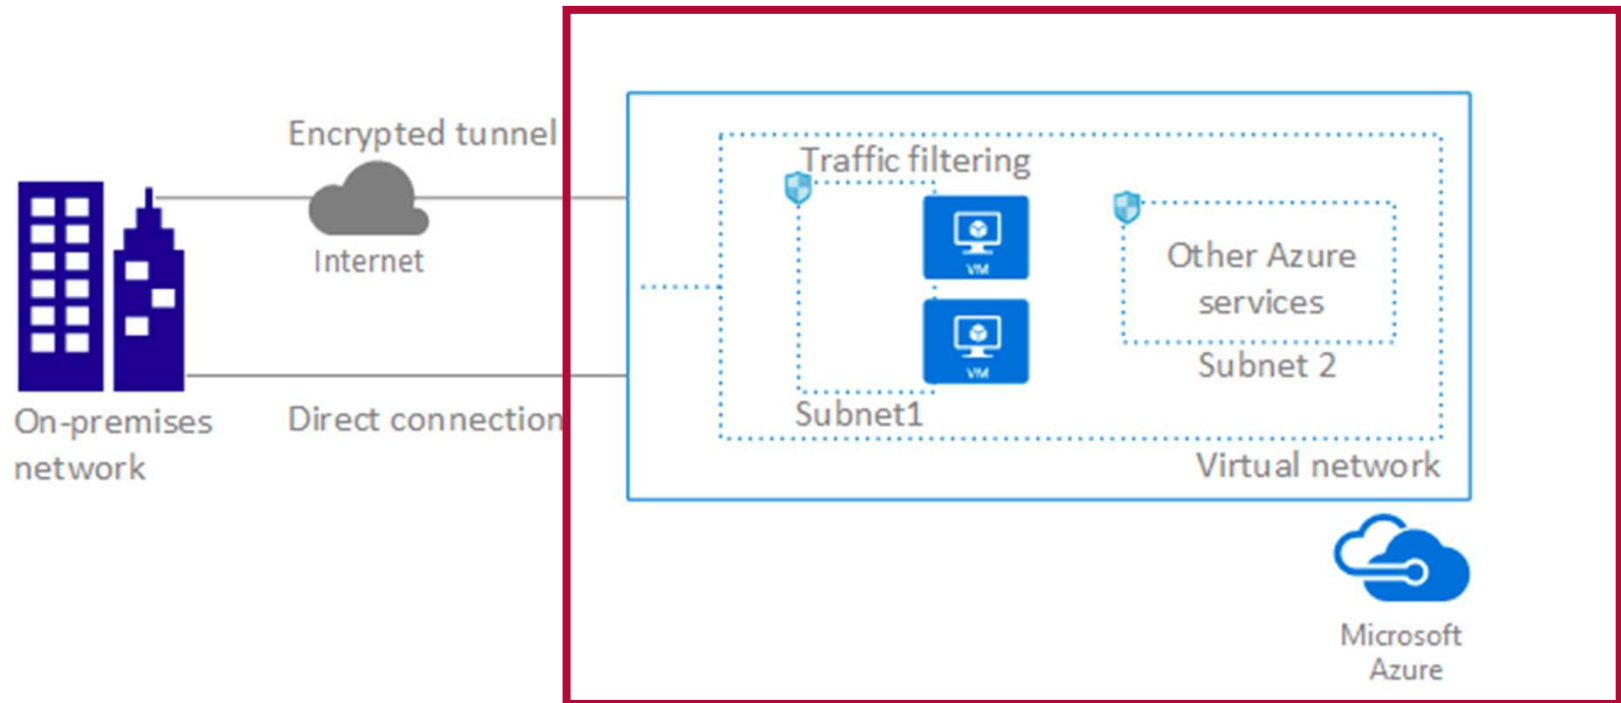 Encrypted tunnel
Internet
On-premises
network
Direct connection
Traffic filtering
VM
VM
Subnet1
Other Azure
services
Subnet 2
Virtual network
Microsoft
Azure